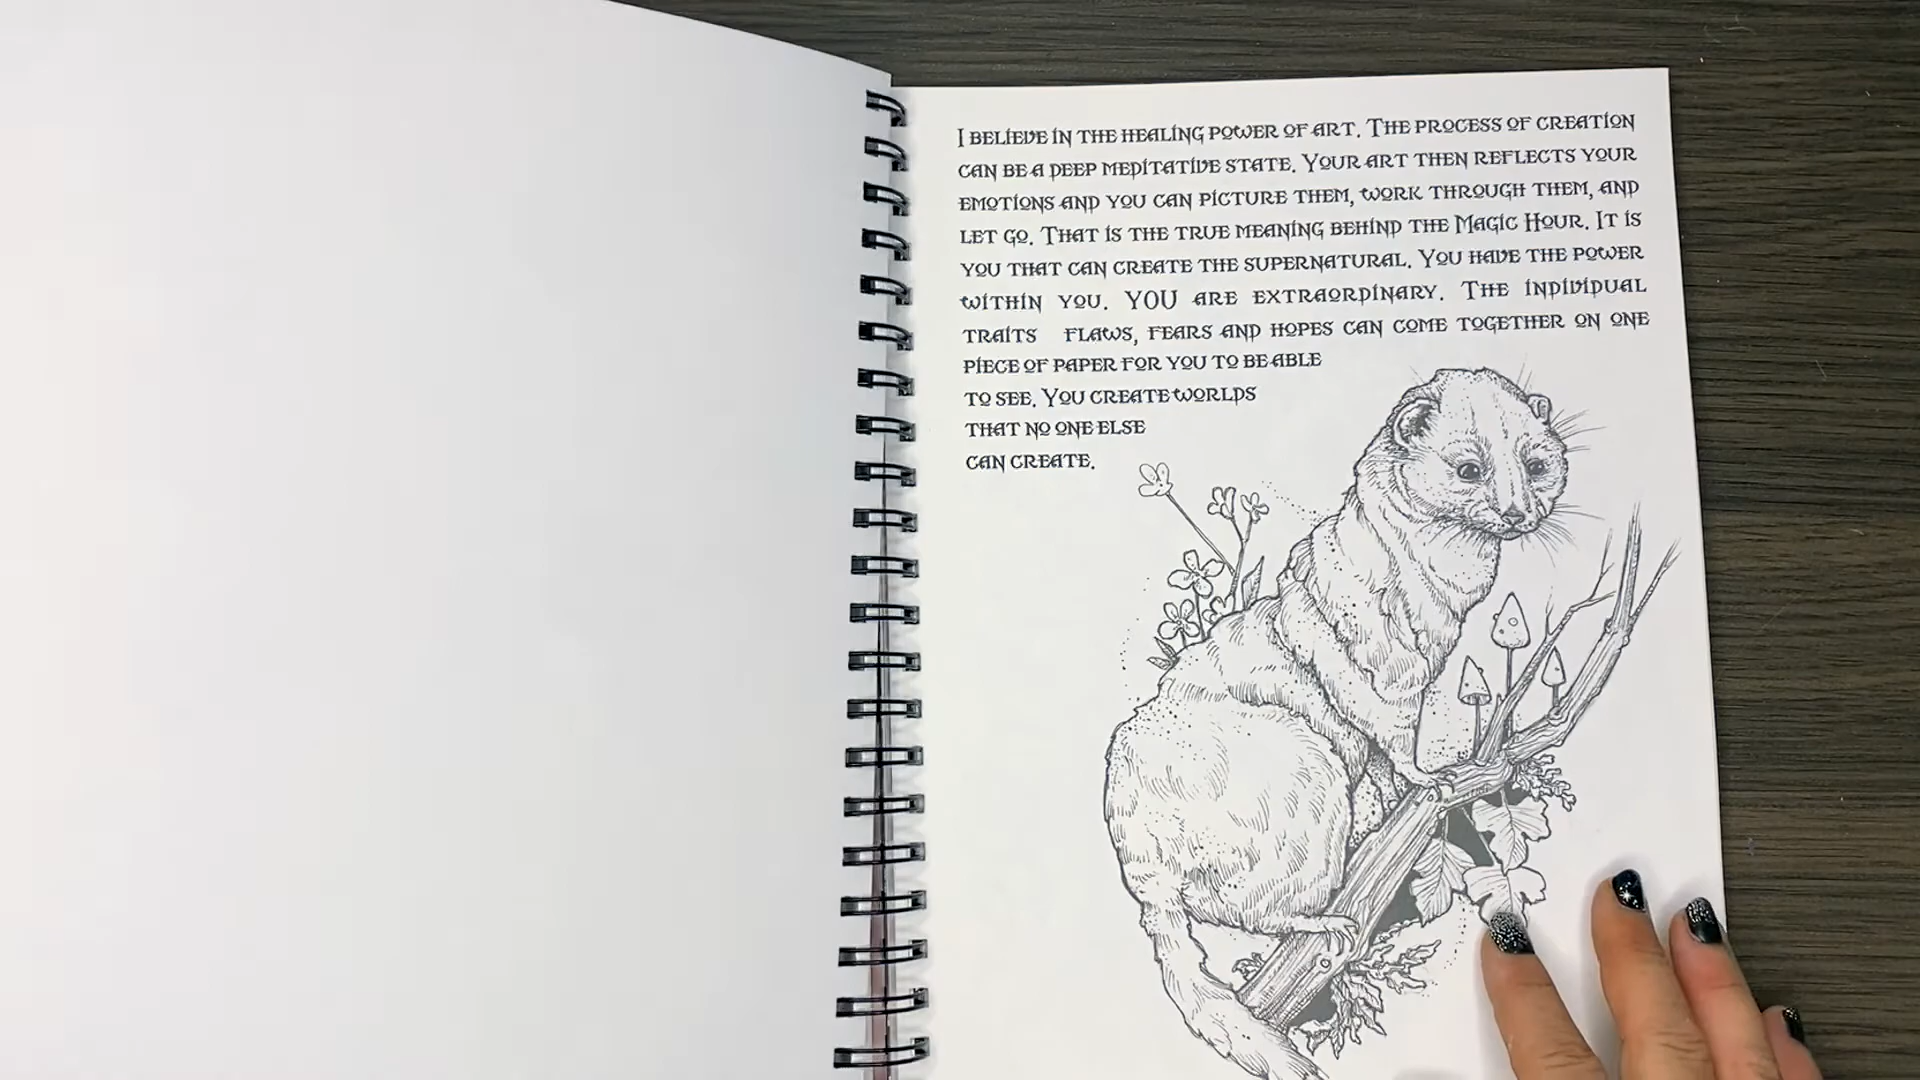 I believe in the healing power of art. The process of creation
can be a deep meditative state. Your art then reflects your
emotions and you can picture them, work through them, and
let go. That is the true meaning behind the Magic Hour. It is
you that can create the supernatural. You have the power
within you. YOU are extraordinary. The individual
traits flaws, fears and hopes can come together on one
piece of paper for you to be able
to see. You create worlds
that no one else
can create.